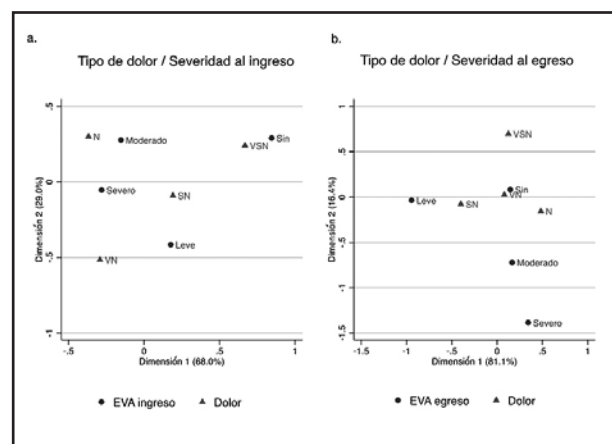 a.
Tipo de dolor / Severidad al ingreso
.5
0
-.5
-1
Dimensión 2 (29.0%)
N
Moderado
Sin
VSN
Severo
SN
Leve
VN
-.5
0
.5
1
Dimensión 1 (68.0%)
EVA ingreso
Dolor
b.
Tipo de dolor / Severidad al egreso
1
.5
0
-.5
-1
-1.5
Dimensión 2 (16.4%)
VSN
Sin
VN
Leve
SN
N
Moderado
Severo
-1.5
-1
-.5
0
.5
1
Dimensión 1 (81.1%)
EVA egreso
Dolor